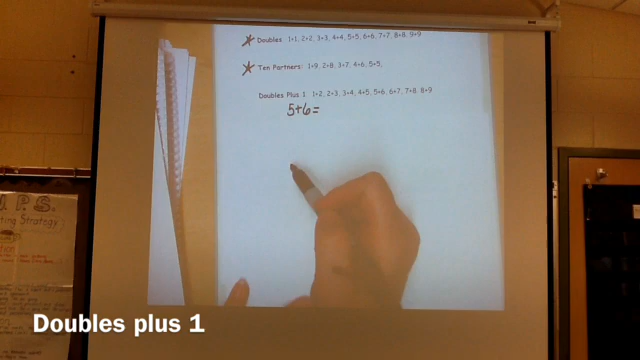 Doubles 1+1, 2+2, 3+3, 4+4, 5+5, 6+6, 7+7, 8+8, 9+9
Ten Partners: 1+9, 2+8, 3+7, 4+6, 5+5,
Doubles Plus 1 1+2, 2+3, 3+4, 4+5, 5+6, 6+7, 7+8, 8+9
5+6=
.P.S.
ting Strategy
Doubles plus 1